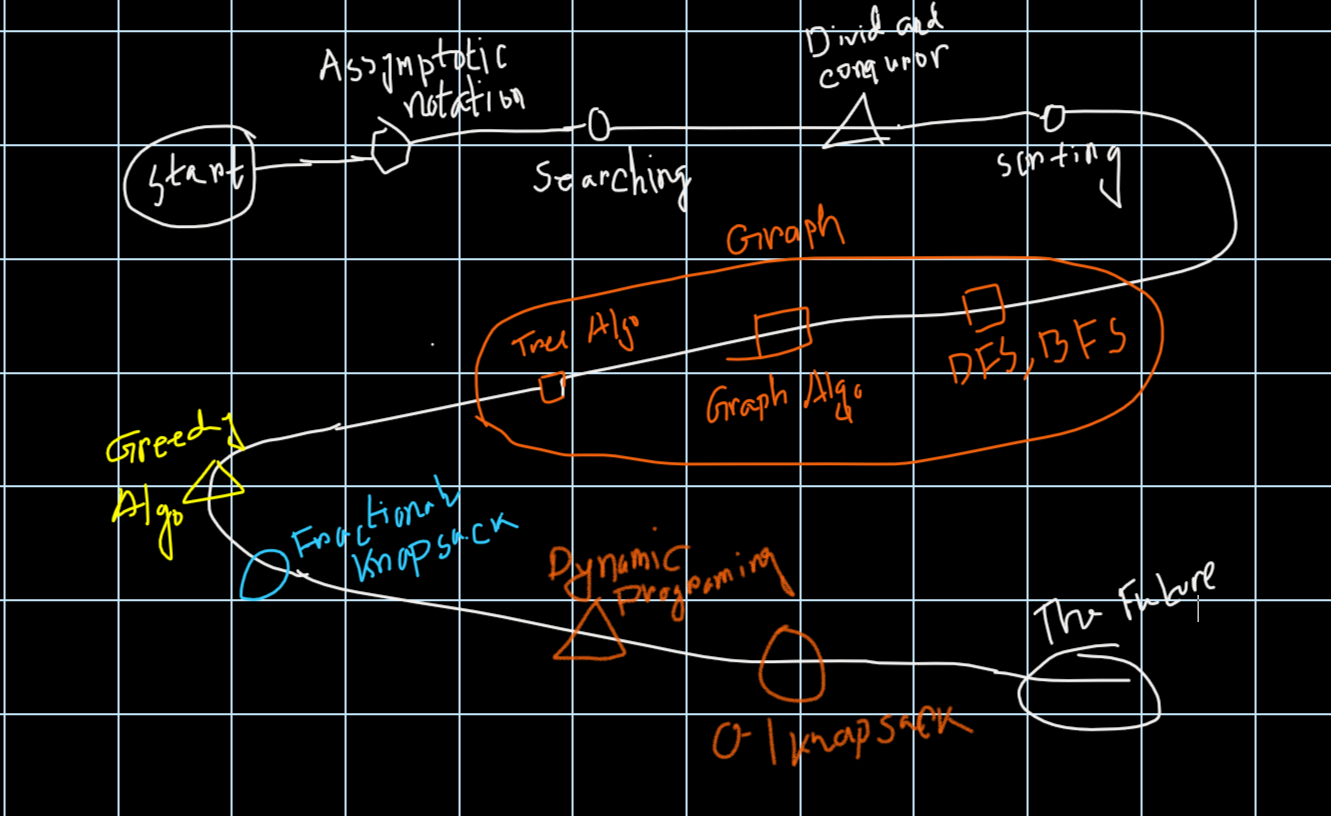 Assymptotic
notation
Divid and
conquror
start
Searching
sorting
Graph
Tree Algo
Graph Algo
DFS, BFS
Greedy
Algo
Fractional
Knapsack
Dynamic
Programing
The Future
0-1 knapsack